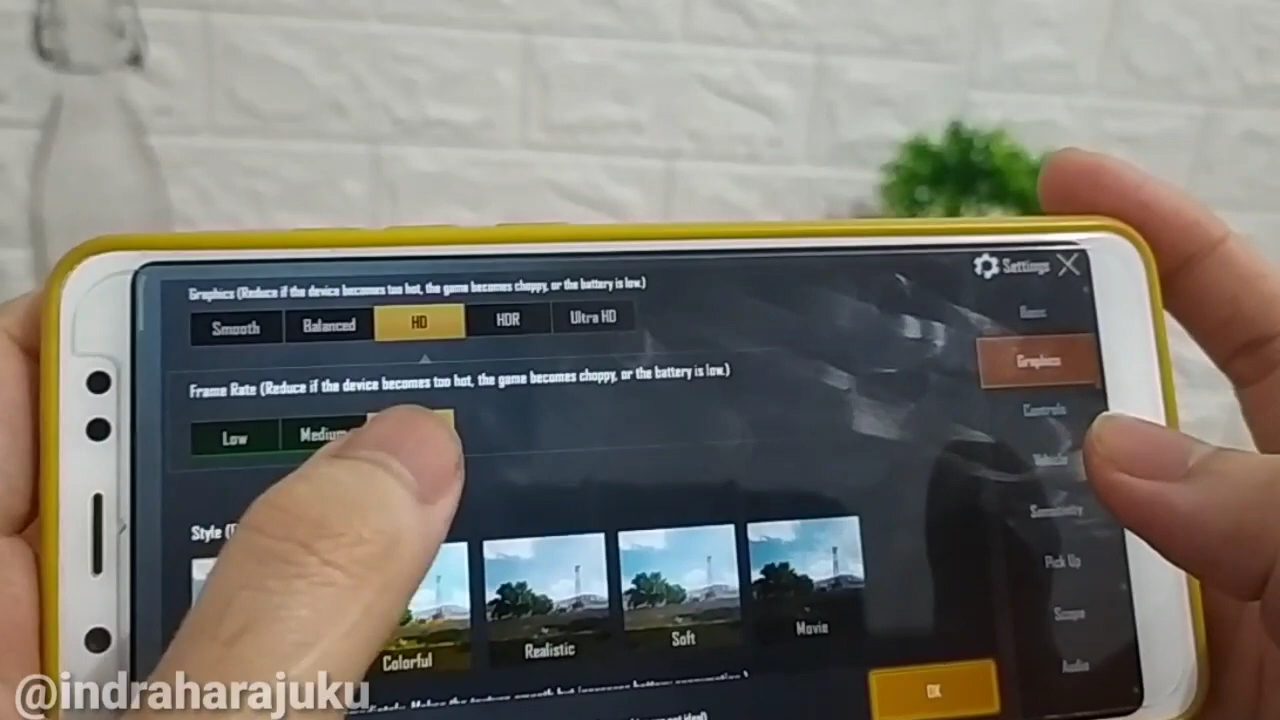 Settings
Graphics (Reduce if the device becomes too hot, the game becomes choppy, or the battery is low.)
Smooth Balanced HD HDR Ultra HD
Basic
Graphics
Frame Rate (Reduce if the device becomes too hot, the game becomes choppy, or the battery is low.)
Controls
Low Medium
Vehicle
Sensitivity
Style
Pick Up
Scope
Colorful Realistic Soft Movie
Audio
OK
@indraharajuku